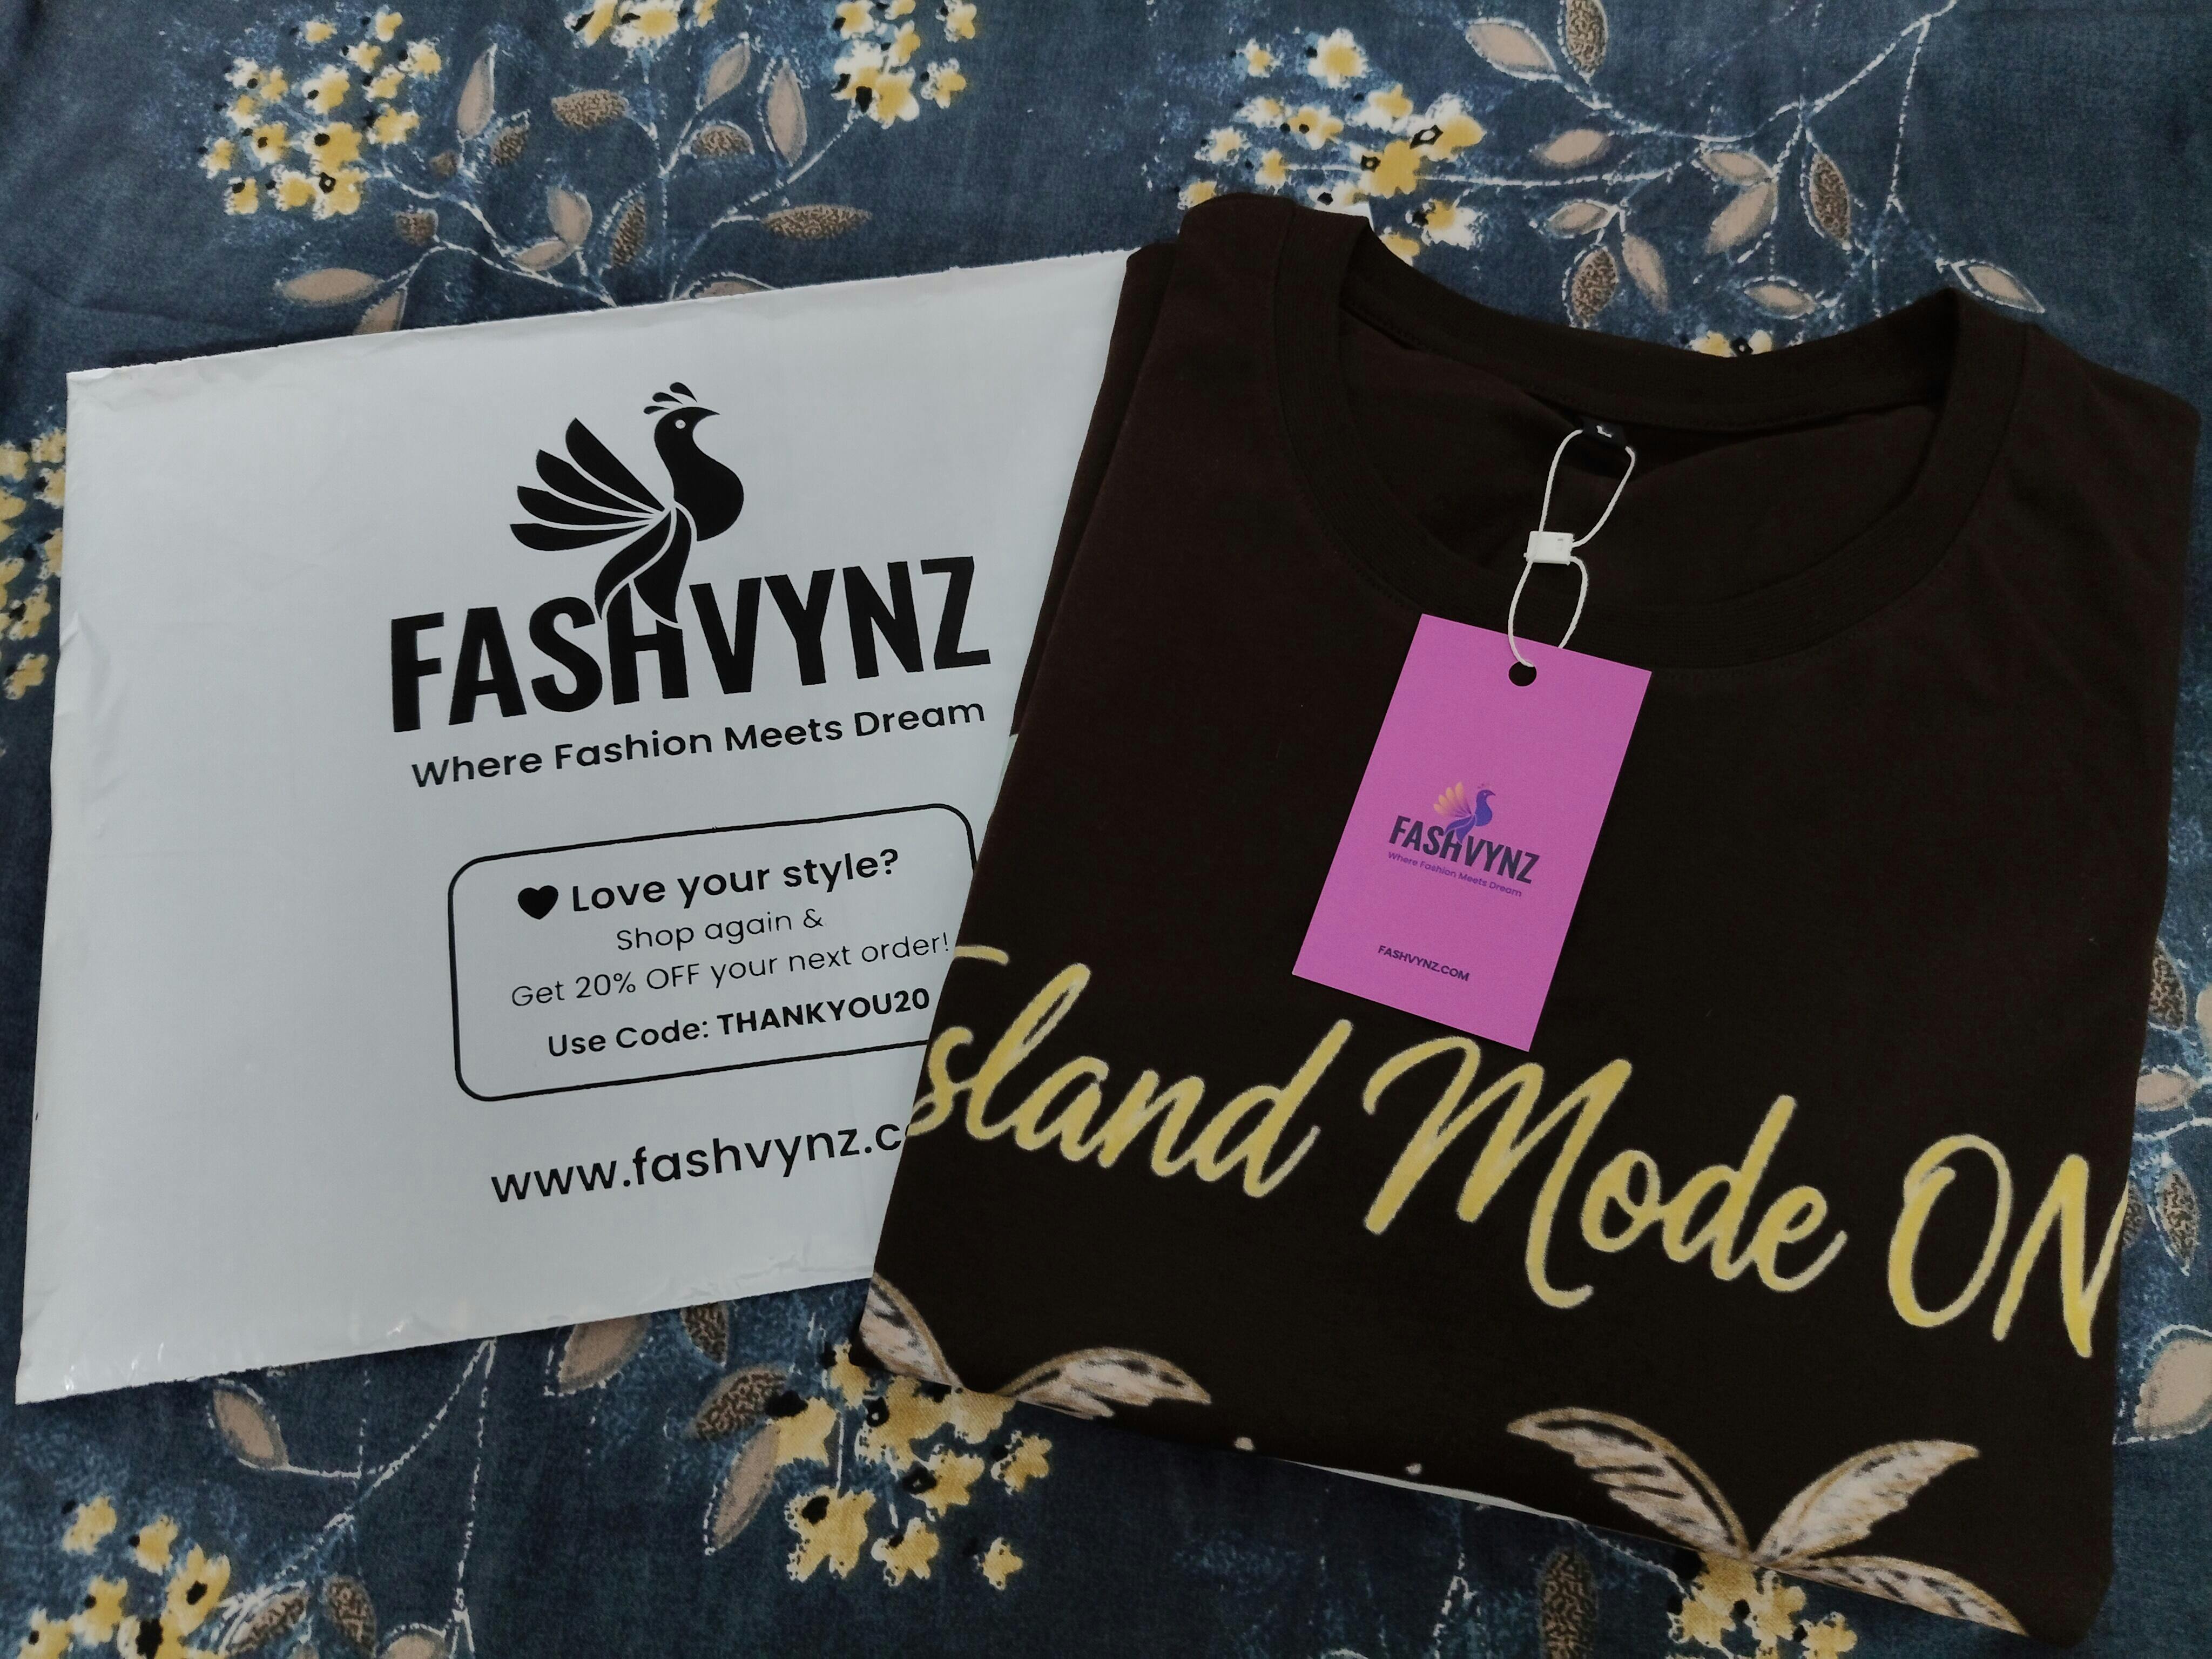 FASHVYNZ
Where Fashion Meets Dream
Love your style?
Shop again &
Get 20% OFF your next order!
Use Code: THANKYOU20
www.fashvynz.c
L
FASHVYNZ
Where Fashion Meets Dream
FASHVYNZ.COM
Island Mode ON